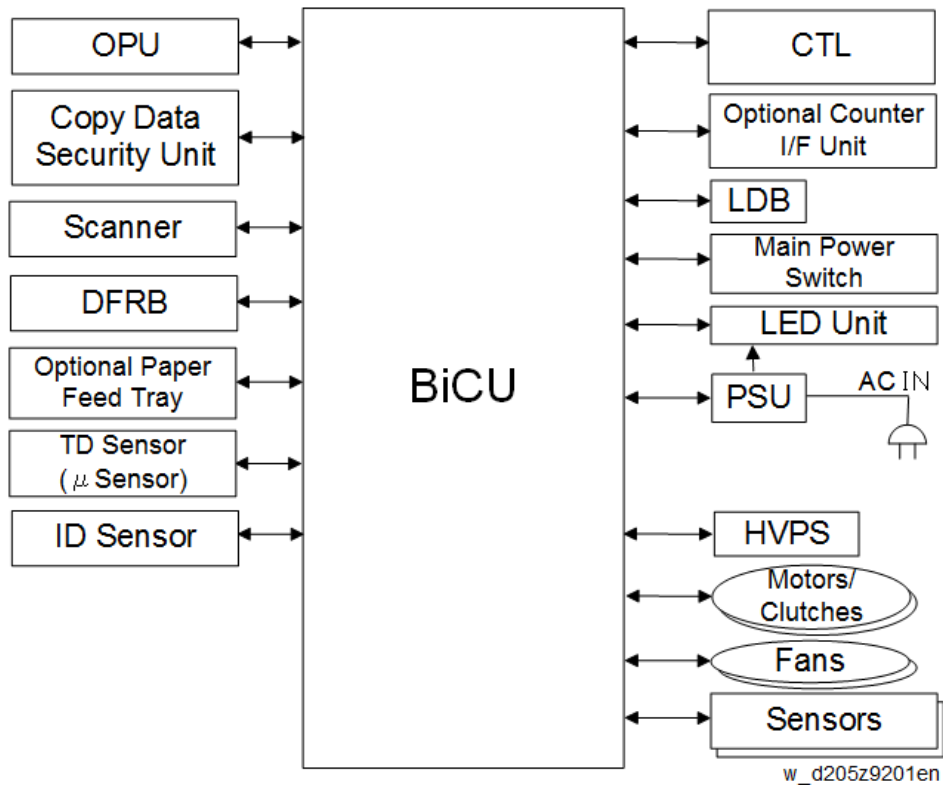 OPU
Copy Data
Security Unit
Scanner
DFRB
Optional Paper
Feed Tray
TD Sensor
(μ Sensor)
ID Sensor
BiCU
CTL
Optional Counter
I/F Unit
LDB
Main Power
Switch
LED Unit
PSU
AC IN
HVPS
Motors/
Clutches
Fans
Sensors
w_d205z9201en